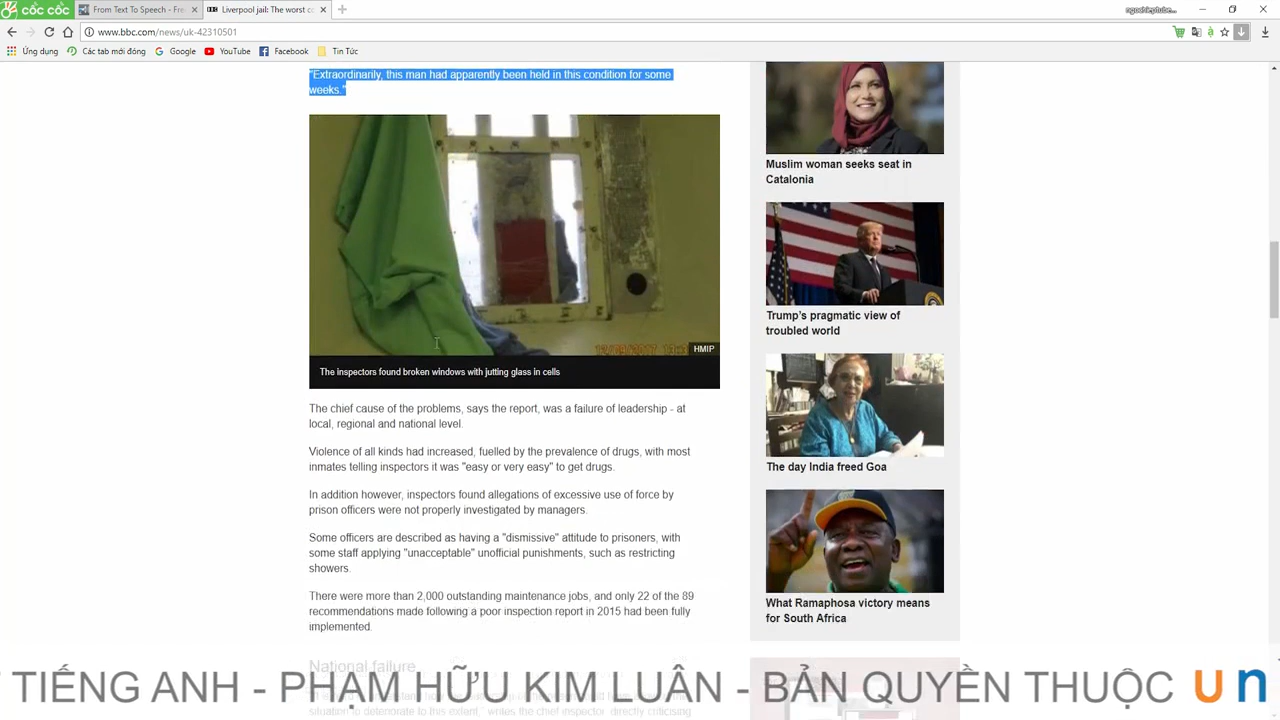 cốc cốc
From Text To Speech - Fre
Liverpool jail: The worst co
www.bbc.com/news/uk-42310501
Ứng dụng
Các tab mới đóng
Google
YouTube
Facebook
Tin Tức
"Extraordinarily, this man had apparently been held in this condition for some
weeks."
HMIP
The inspectors found broken windows with jutting glass in cells
The chief cause of the problems, says the report, was a failure of leadership - at
local, regional and national level.
Violence of all kinds had increased, fuelled by the prevalence of drugs, with most
inmates telling inspectors it was "easy or very easy" to get drugs.
In addition however, inspectors found allegations of excessive use of force by
prison officers were not properly investigated by managers.
Some officers are described as having a "dismissive" attitude to prisoners, with
some staff applying "unacceptable" unofficial punishments, such as restricting
showers.
There were more than 2,000 outstanding maintenance jobs, and only 22 of the 89
recommendations made following a poor inspection report in 2015 had been fully
implemented.
National failure
situation to deteriorate to this extent," writes the chief inspector, directly criticising
Muslim woman seeks seat in
Catalonia
Trump's pragmatic view of
troubled world
The day India freed Goa
What Ramaphosa victory means
for South Africa
TIẾNG ANH - PHẠM HỮU KIM LUÂN - BẢN QUYỀN THUỘC un